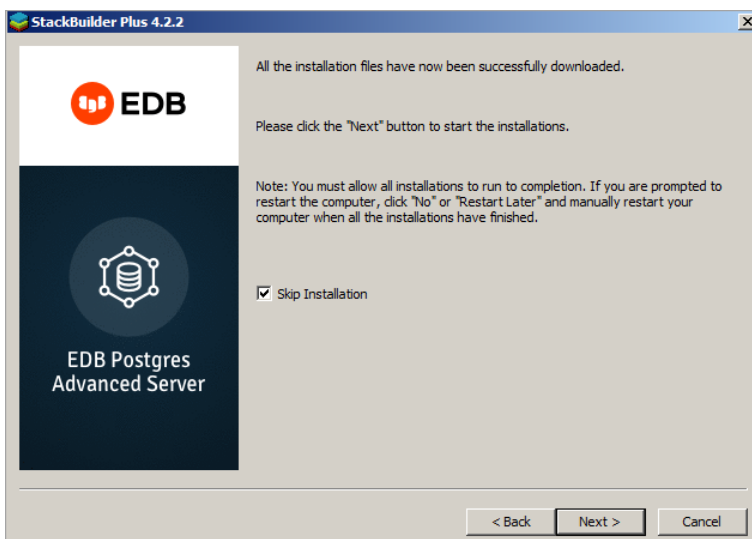 StackBuilder Plus 4.2.2
EDB
EDB Postgres
Advanced Server
All the installation files have now been successfully downloaded.
Please click the "Next" button to start the installations.
Note: You must allow all installations to run to completion. If you are prompted to
restart the computer, click "No" or "Restart Later" and manually restart your
computer when all the installations have finished.
Skip Installation
< Back
Next >
Cancel